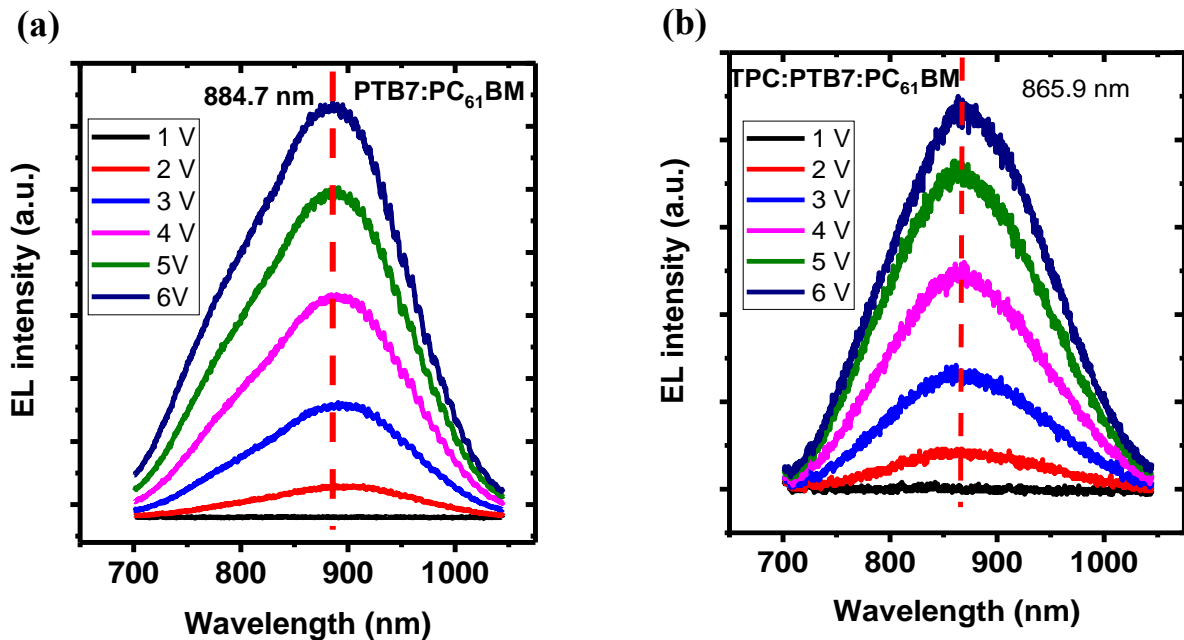 (a)
884.7 nm
PTB7:PC₆₁BM
1 V
2 V
3 V
4 V
5V
6V
EL intensity (a.u.)
700 800 900 1000
Wavelength (nm)
(b)
TPC:PTB7:PC₆₁BM
865.9 nm
1 V
2 V
3 V
4 V
5 V
6 V
EL intensity (a.u.)
700 800 900 1000
Wavelength (nm)